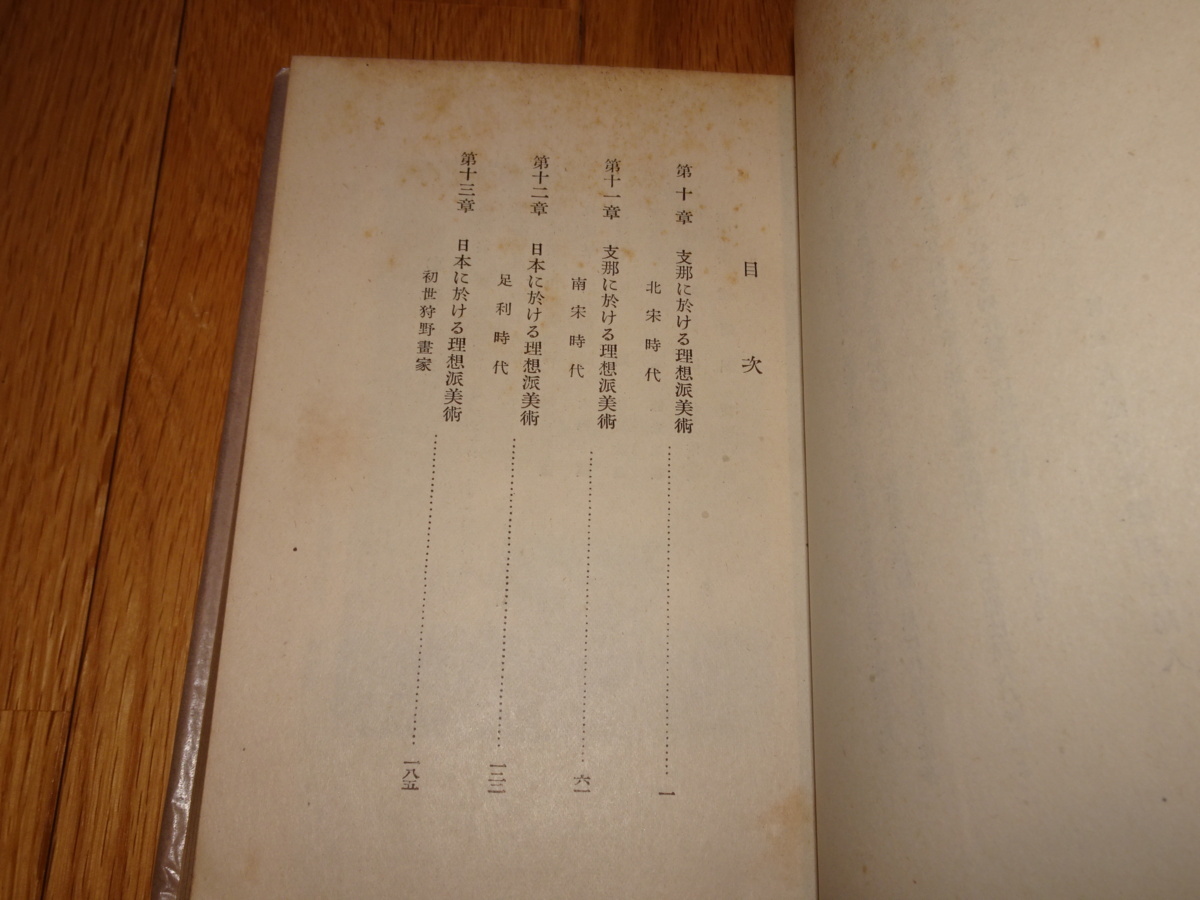 目次
第十章 支那に於ける理想派美術
北宋時代
一
第十一章 支那に於ける理想派美術
南宋時代
六一
第十二章 日本に於ける理想派美術
足利時代
第十三章 日本に於ける理想派美術
初世狩野畫家
一八五